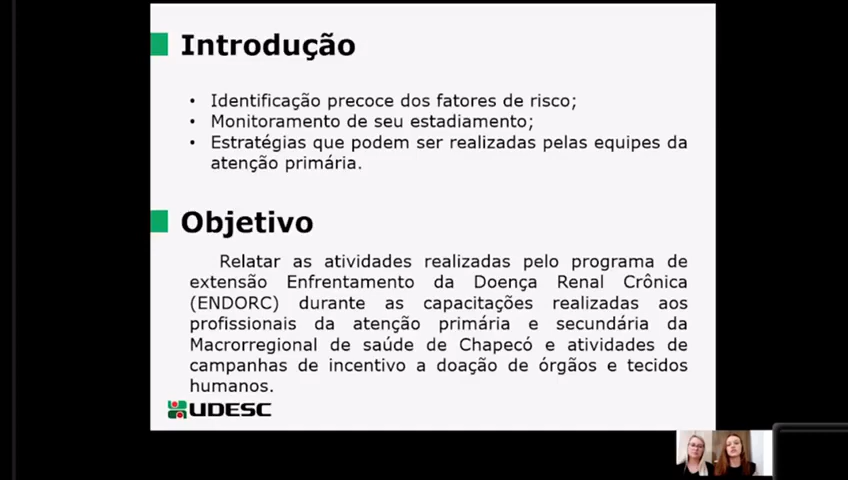 Introdução
• Identificação precoce dos fatores de risco;
• Monitoramento de seu estadiamento;
• Estratégias que podem ser realizadas pelas equipes da
atenção primária.
Objetivo
Relatar as atividades realizadas pelo programa de
extensão Enfrentamento da Doença Renal Crônica
(ENDORC) durante as capacitações realizadas aos
profissionais da atenção primária e secundária da
Macrorregional de saúde de Chapecó e atividades de
campanhas de incentivo a doação de órgãos e tecidos
humanos.
UDESC